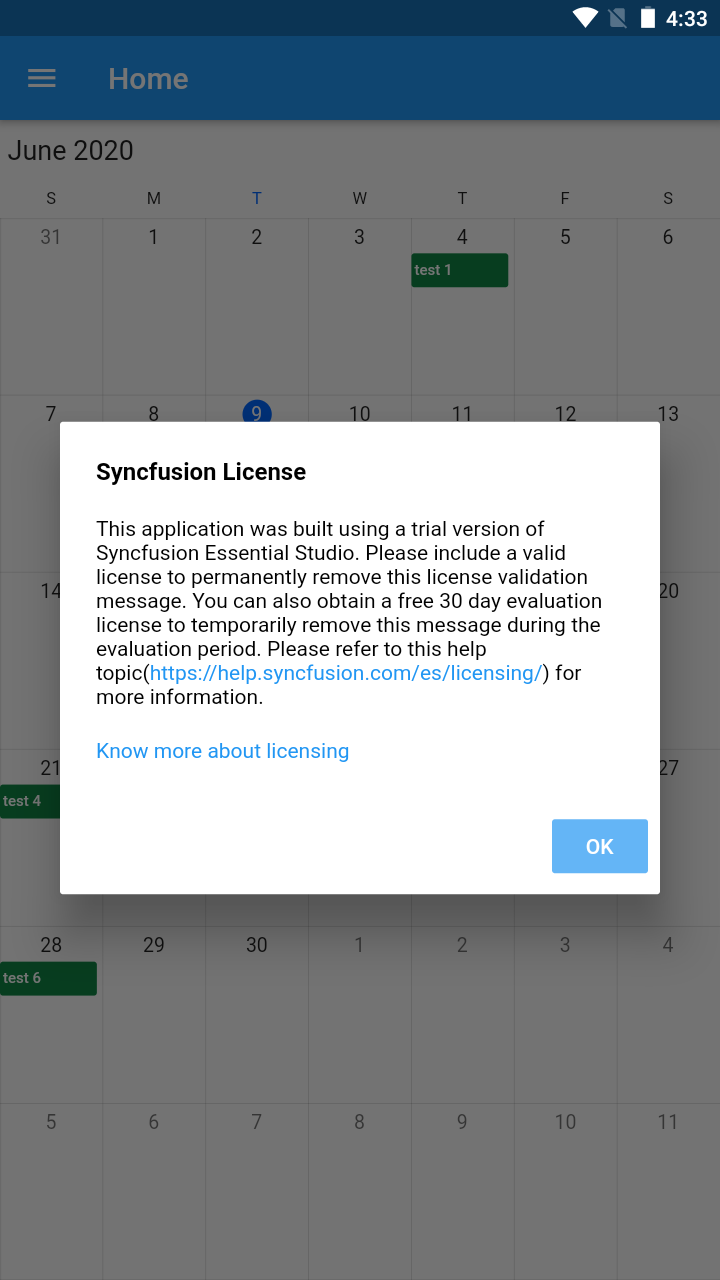 4:33
Home
June 2020
S M T W T F S
31 1 2 3 4 5 6
test 1
7 8 9 10 11 12 13
Syncfusion License
This application was built using a trial version of
Syncfusion Essential Studio. Please include a valid
license to permanently remove this license validation
message. You can also obtain a free 30 day evaluation
license to temporarily remove this message during the
evaluation period. Please refer to this help
topic(https://help.syncfusion.com/es/licensing/) for
more information.
Know more about licensing
OK
14 20
21 27
test 4
28 29 30 1 2 3 4
test 6
5 6 7 8 9 10 11